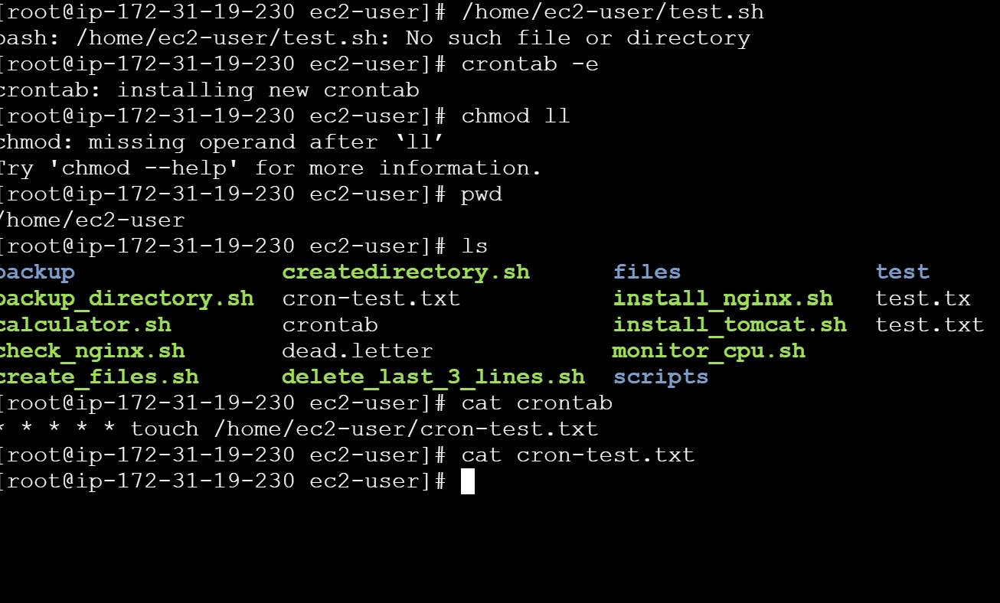 [root@ip-172-31-19-230 ec2-user]# /home/ec2-user/test.sh
bash: /home/ec2-user/test.sh: No such file or directory
[root@ip-172-31-19-230 ec2-user]# crontab -e
crontab: installing new crontab
[root@ip-172-31-19-230 ec2-user]# chmod ll
chmod: missing operand after ‘ll’
Try 'chmod --help' for more information.
[root@ip-172-31-19-230 ec2-user]# pwd
/home/ec2-user
[root@ip-172-31-19-230 ec2-user]# ls
backup createdirectory.sh files test
backup_directory.sh cron-test.txt install_nginx.sh test.tx
calculator.sh crontab install_tomcat.sh test.txt
check_nginx.sh dead.letter monitor_cpu.sh
create_files.sh delete_last_3_lines.sh scripts
[root@ip-172-31-19-230 ec2-user]# cat crontab
* * * * * touch /home/ec2-user/cron-test.txt
[root@ip-172-31-19-230 ec2-user]# cat cron-test.txt
[root@ip-172-31-19-230 ec2-user]#